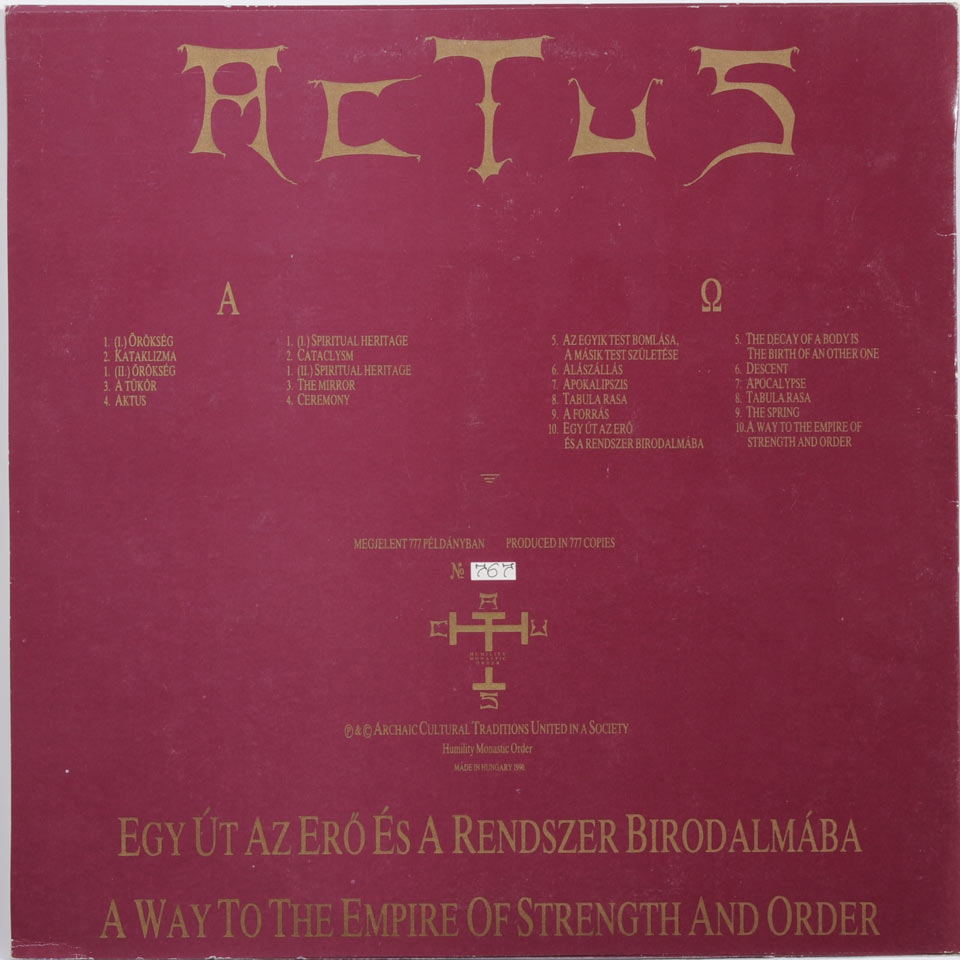 ACTUS
A
1. (I.) ÖRÖKSÉG
2. KATAKLIZMA
1. (II.) ÖRÖKSÉG
3. A TÜKÖR
4. AKTUS
1. (I.) SPIRITUAL HERITAGE
2. CATACLYSM
1. (II.) SPIRITUAL HERITAGE
3. THE MIRROR
4. CEREMONY
Ω
5. AZ EGYIK TEST BOMLÁSA,
A MÁSIK TEST SZÜLETÉSE
6. ALÁSZÁLLÁS
7. APOKALIPSZIS
8. TABULA RASA
9. A FORRÁS
10. EGY ÚT AZ ERŐ
ÉS A RENDSZER BIRODALMÁBA
5. THE DECAY OF A BODY IS
THE BIRTH OF AN OTHER ONE
6. DESCENT
7. APOCALYPSE
8. TABULA RASA
9. THE SPRING
10. A WAY TO THE EMPIRE OF
STRENGTH AND ORDER
MEGJELENT 777 PÉLDÁNYBAN PRODUCED IN 777 COPIES
№ 767
A
C U
HUMILITY
MONASTIC
ORDER
S
℗ & © ARCHAIC CULTURAL TRADITIONS UNITED IN A SOCIETY
Humility Monastic Order
MADE IN HUNGARY 1990.
EGY ÚT AZ ERŐ ÉS A RENDSZER BIRODALMÁBA
A WAY TO THE EMPIRE OF STRENGTH AND ORDER